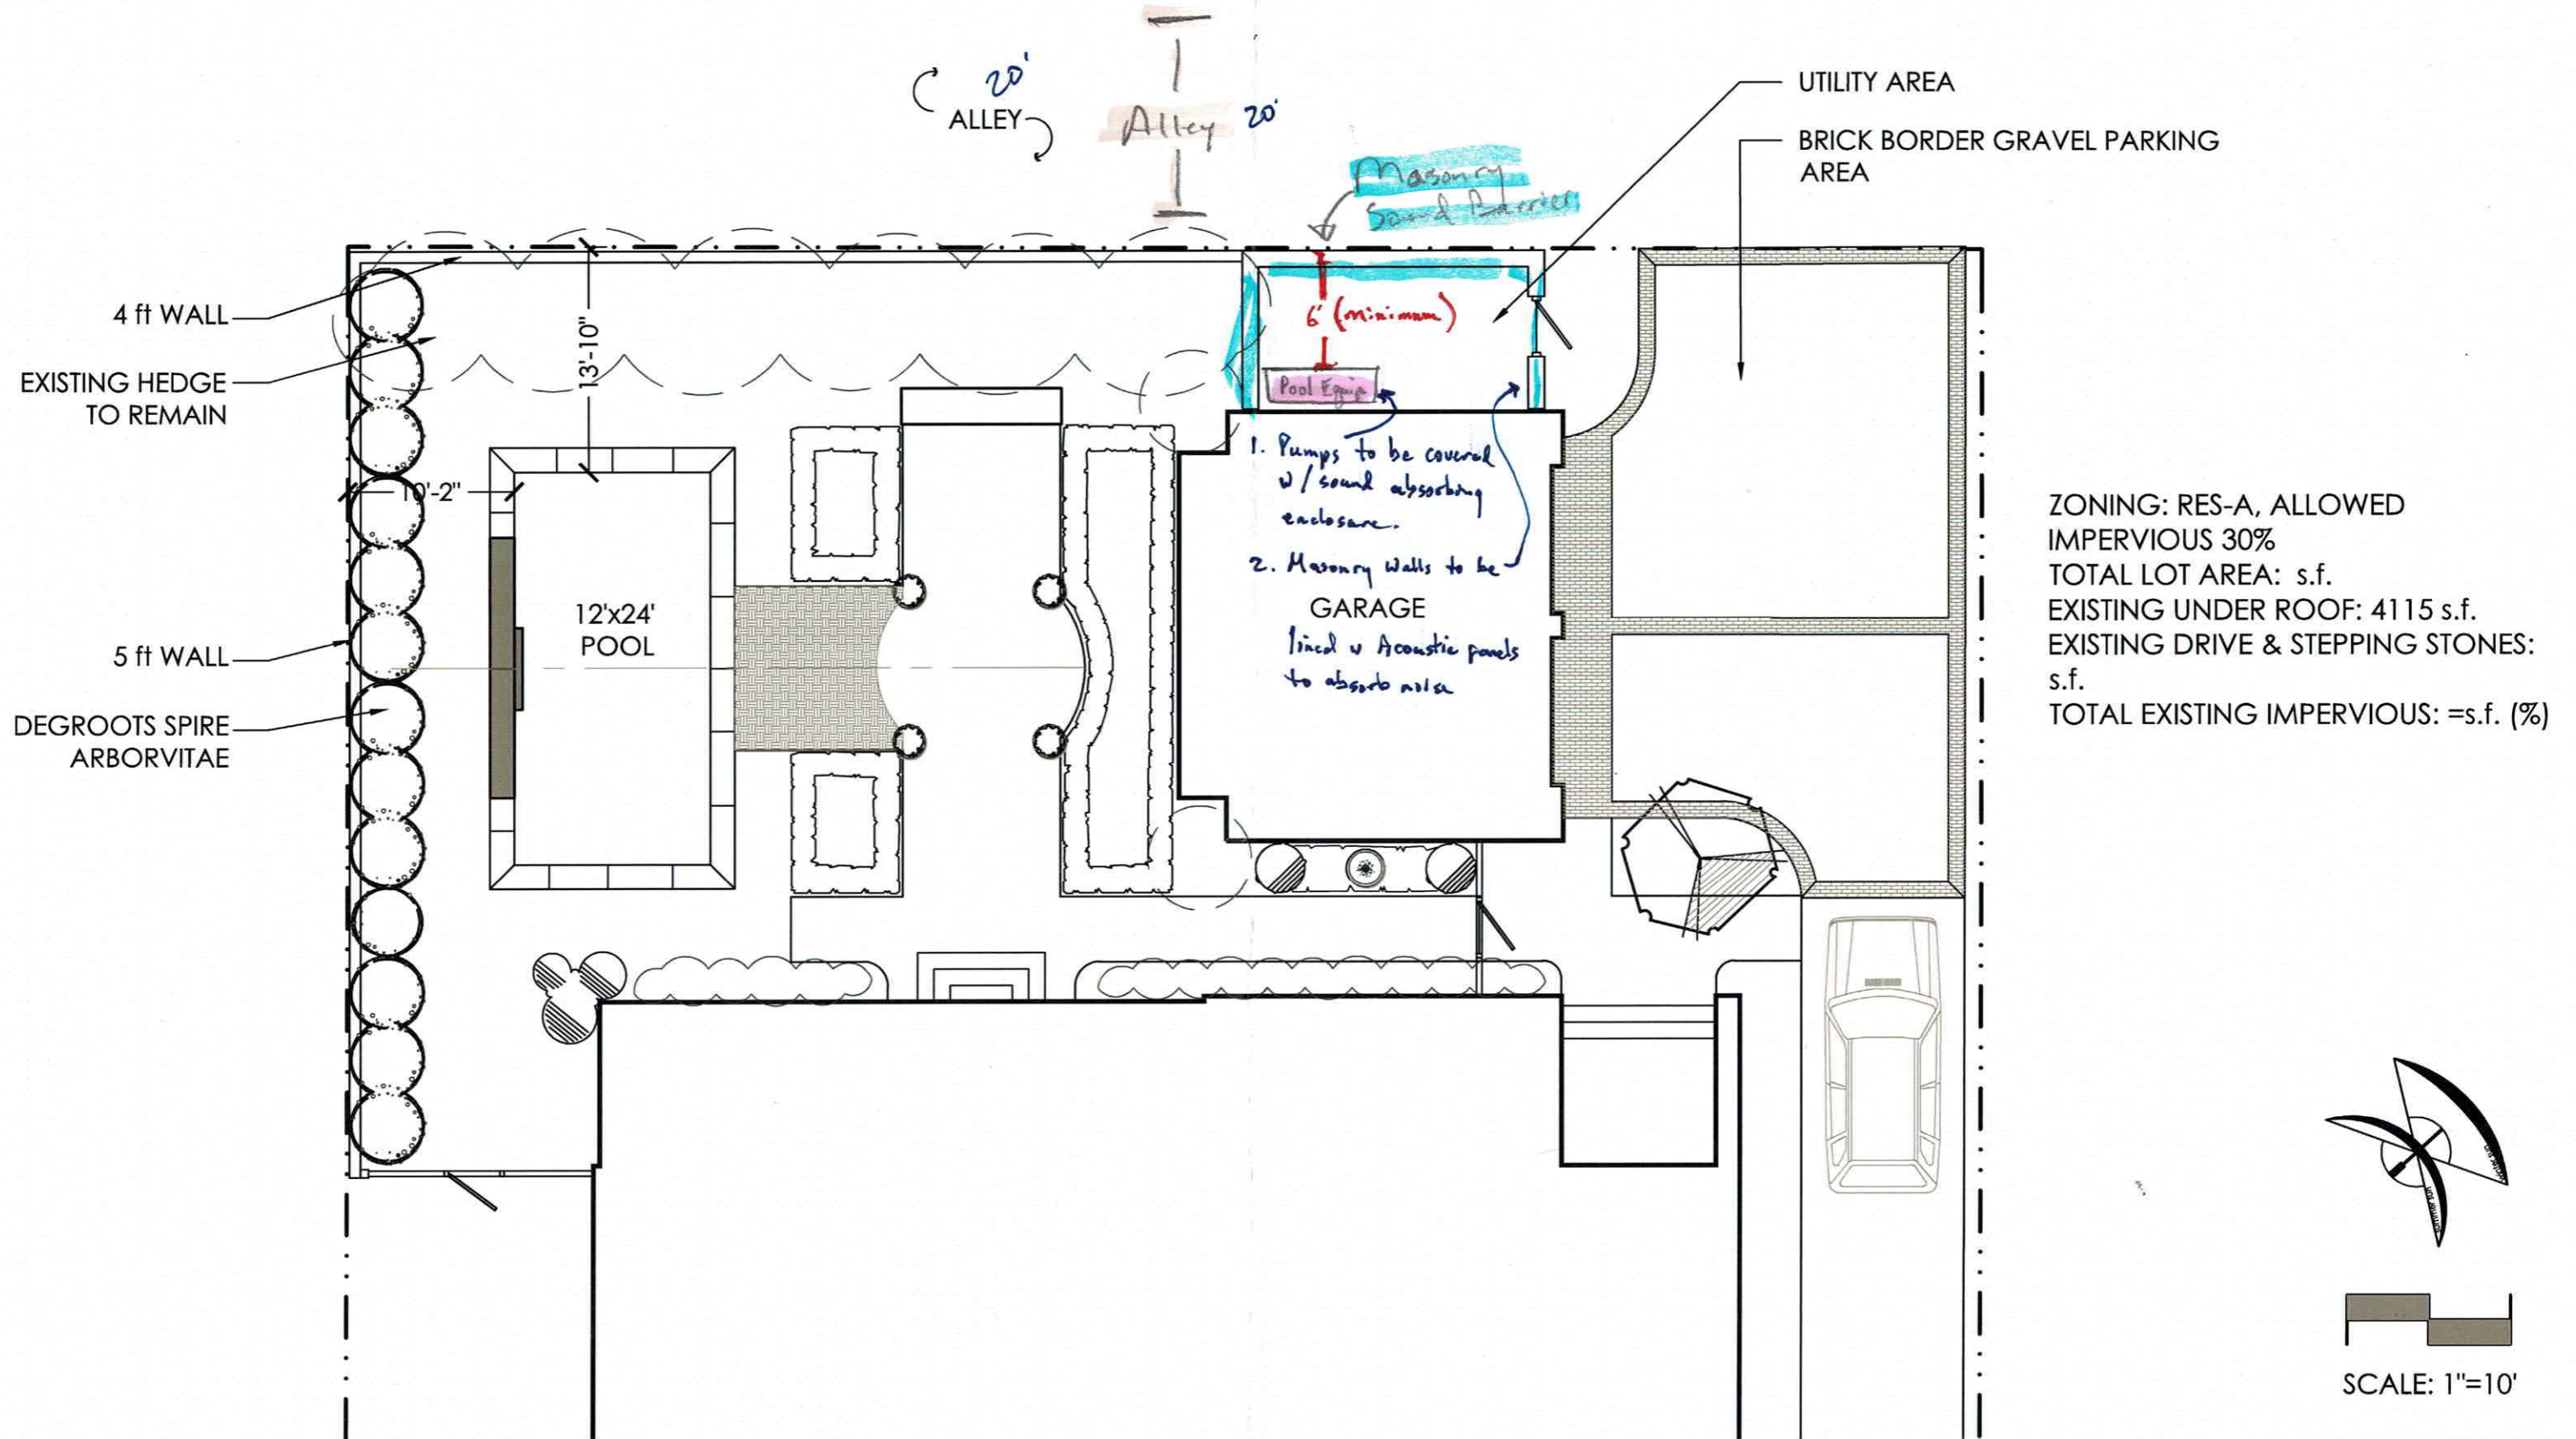 20'
ALLEY
Alley 20'
Masonry
Sound Barrier
UTILITY AREA
BRICK BORDER GRAVEL PARKING
AREA
4 ft WALL
EXISTING HEDGE
TO REMAIN
13'-10"
10'-2"
6' (minimum)
Pool Equip
1. Pumps to be covered
w/ sound absorbing
enclosure.
2. Masonry walls to be
GARAGE
lined w Acoustic panels
to absorb noise
12'x24'
POOL
5 ft WALL
DEGROOTS SPIRE
ARBORVITAE
ZONING: RES-A, ALLOWED
IMPERVIOUS 30%
TOTAL LOT AREA: s.f.
EXISTING UNDER ROOF: 4115 s.f.
EXISTING DRIVE & STEPPING STONES:
s.f.
TOTAL EXISTING IMPERVIOUS: =s.f. (%)
winter sun
summer sun
SCALE: 1"=10'